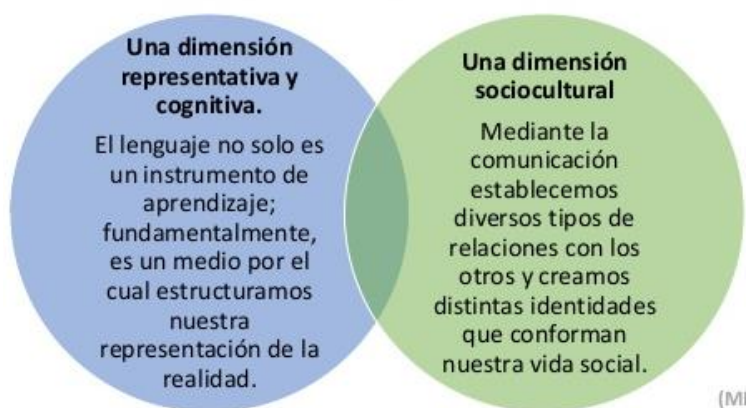 Una dimensión
representativa y
cognitiva.
El lenguaje no solo es
un instrumento de
aprendizaje;
fundamentalmente,
es un medio por el
cual estructuramos
nuestra
representación de la
realidad.
Una dimensión
sociocultural
Mediante la
comunicación
establecemos
diversos tipos de
relaciones con los
otros y creamos
distintas identidades
que conforman
nuestra vida social.